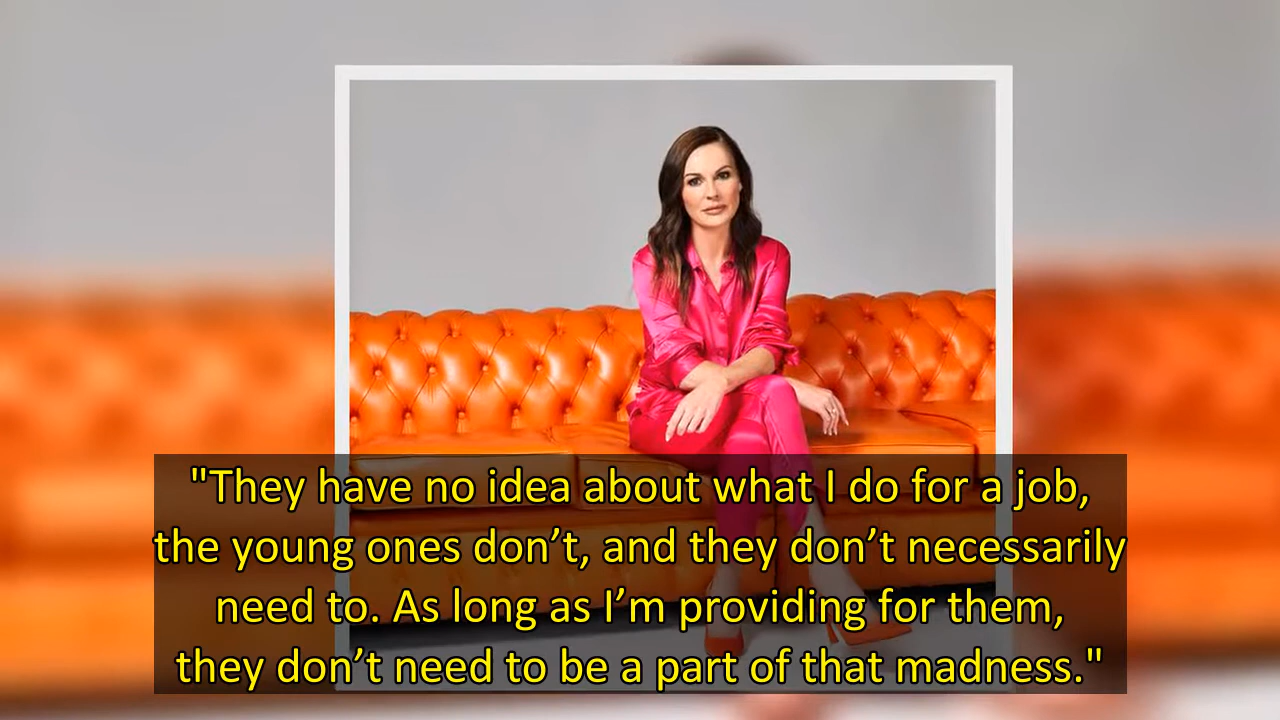 "They have no idea about what I do for a job,
the young ones don’t, and they don’t necessarily
need to. As long as I’m providing for them,
they don’t need to be a part of that madness."